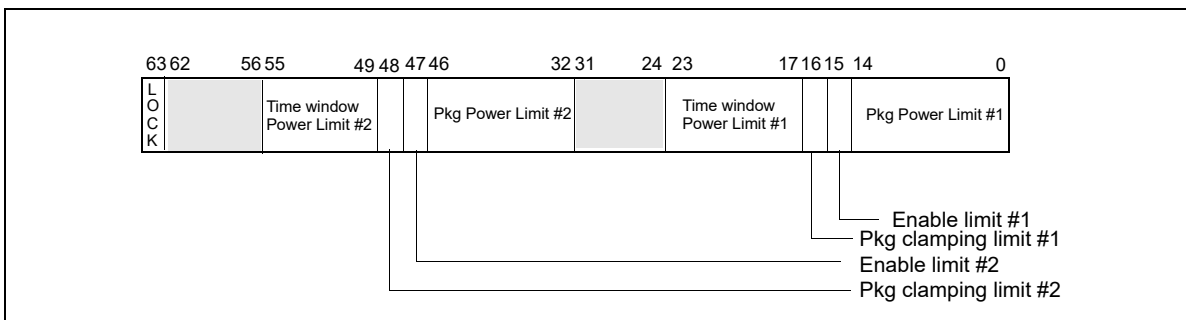 63 62 56 55 49 48 47 46 32 31 24 23 17 16 15 14 0
L
O
C
K
Time window
Power Limit #2
Pkg Power Limit #2
Time window
Power Limit #1
Pkg Power Limit #1
Enable limit #1
Pkg clamping limit #1
Enable limit #2
Pkg clamping limit #2